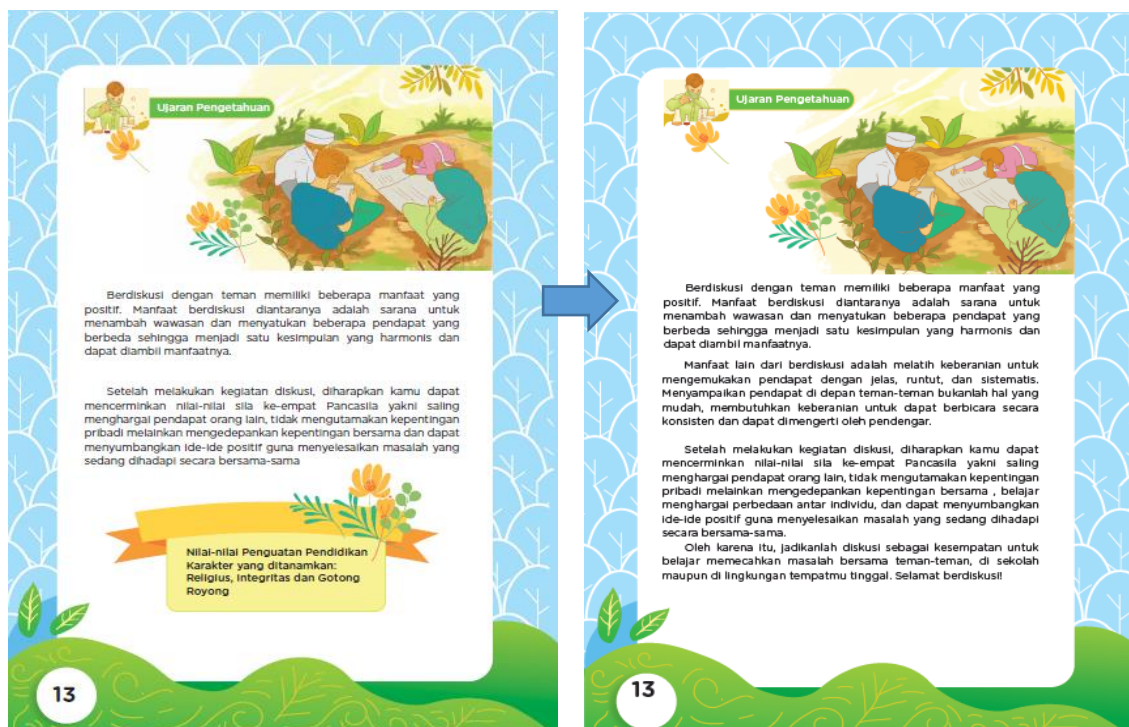 Ujaran Pengetahuan
Berdiskusi dengan teman memiliki beberapa manfaat yang
positif. Manfaat berdiskusi diantaranya adalah sarana untuk
menambah wawasan dan menyatukan beberapa pendapat yang
berbeda sehingga menjadi satu kesimpulan yang harmonis dan
dapat diambil manfaatnya.
Setelah melakukan kegiatan diskusi, diharapkan kamu dapat
mencerminkan nilai-nilai sila ke-empat Pancasila yakni saling
menghargai pendapat orang lain, tidak mengutamakan kepentingan
pribadi melainkan mengedepankan kepentingan bersama dan dapat
menyumbangkan ide-ide positif guna menyelesaikan masalah yang
sedang dihadapi secara bersama-sama
Nilai-nilai Penguatan Pendidikan
Karakter yang ditanamkan:
Religius, Integritas dan Gotong
Royong
13
Ujaran Pengetahuan
Berdiskusi dengan teman memiliki beberapa manfaat yang
positif. Manfaat berdiskusi diantaranya adalah sarana untuk
menambah wawasan dan menyatukan beberapa pendapat yang
berbeda sehingga menjadi satu kesimpulan yang harmonis dan
dapat diambil manfaatnya.
Manfaat lain dari berdiskusi adalah melatih keberanian untuk
mengemukakan pendapat dengan jelas, runtut, dan sistematis.
Menyampaikan pendapat di depan teman-teman bukanlah hal yang
mudah, membutuhkan keberanian untuk dapat berbicara secara
konsisten dan dapat dimengerti oleh pendengar.
Setelah melakukan kegiatan diskusi, diharapkan kamu dapat
mencerminkan nilai-nilai sila ke-empat Pancasila yakni saling
menghargai pendapat orang lain, tidak mengutamakan kepentingan
pribadi melainkan mengedepankan kepentingan bersama , belajar
menghargai perbedaan antar individu, dan dapat menyumbangkan
ide-ide positif guna menyelesaikan masalah yang sedang dihadapi
secara bersama-sama.
Oleh karena itu, jadikanlah diskusi sebagai kesempatan untuk
belajar memecahkan masalah bersama teman-teman, di sekolah
maupun di lingkungan tempatmu tinggal. Selamat berdiskusi!
13